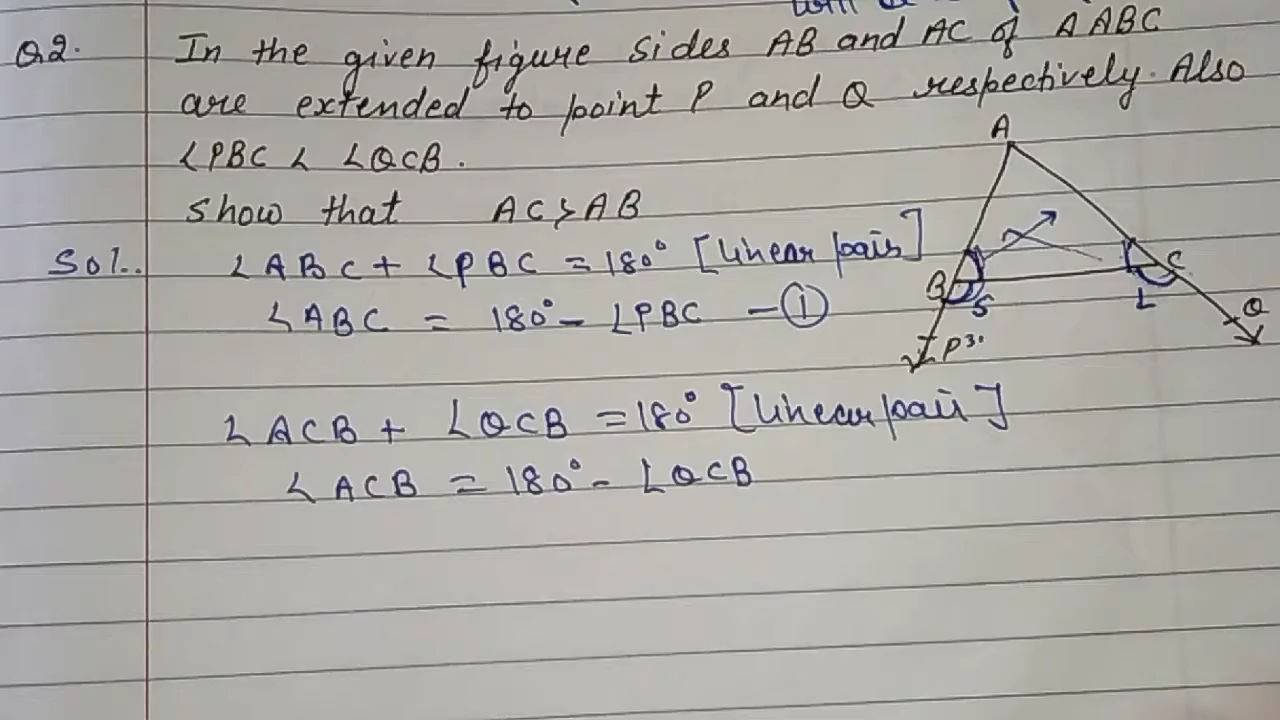 Q2. In the given figure sides AB and AC of ΔABC
are extended to point P and Q respectively. Also
∠PBC < ∠QCB.
show that AC>AB
Sol.. ∠ABC + ∠PBC = 180° [linear pair]
∠ABC = 180° - ∠PBC - ①
∠ACB + ∠QCB = 180° [linear pair]
∠ACB = 180° - ∠QCB
A
B
S
C
L
Q
P